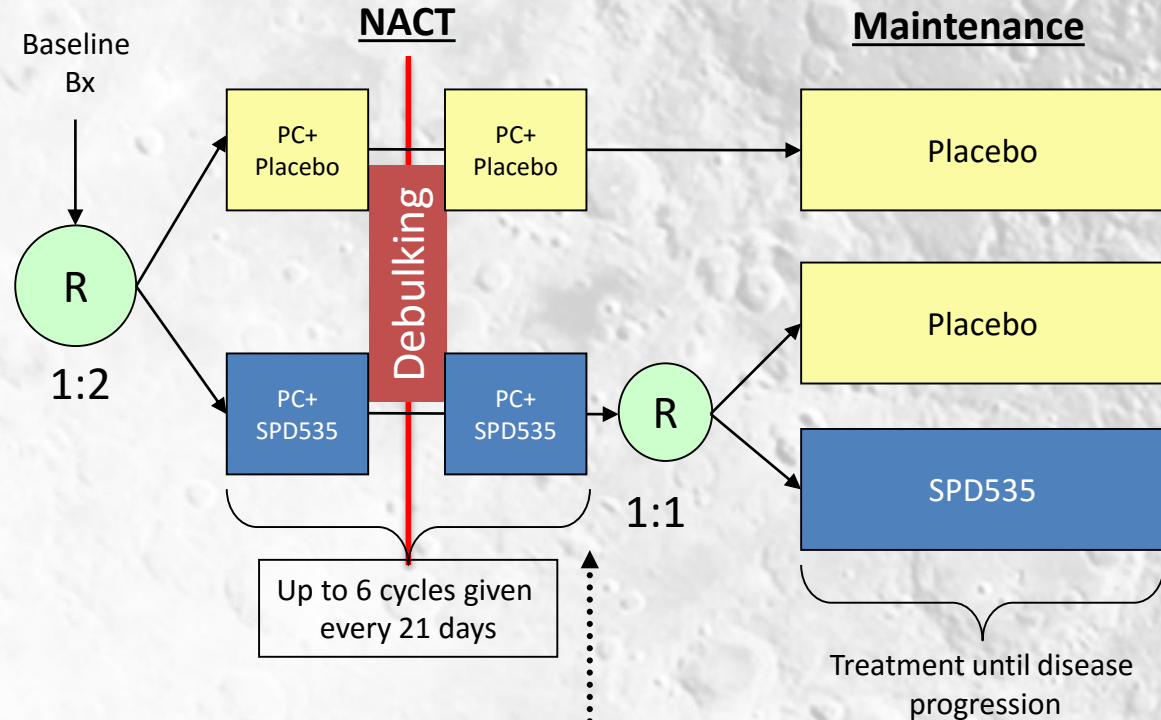 NACT
Maintenance
Baseline
Bx
R
1:2
PC+
Placebo
PC+
Placebo
Placebo
Debulking
PC+
SPD535
PC+
SPD535
R
1:1
Placebo
SPD535
Up to 6 cycles given
every 21 days
Treatment until disease
progression